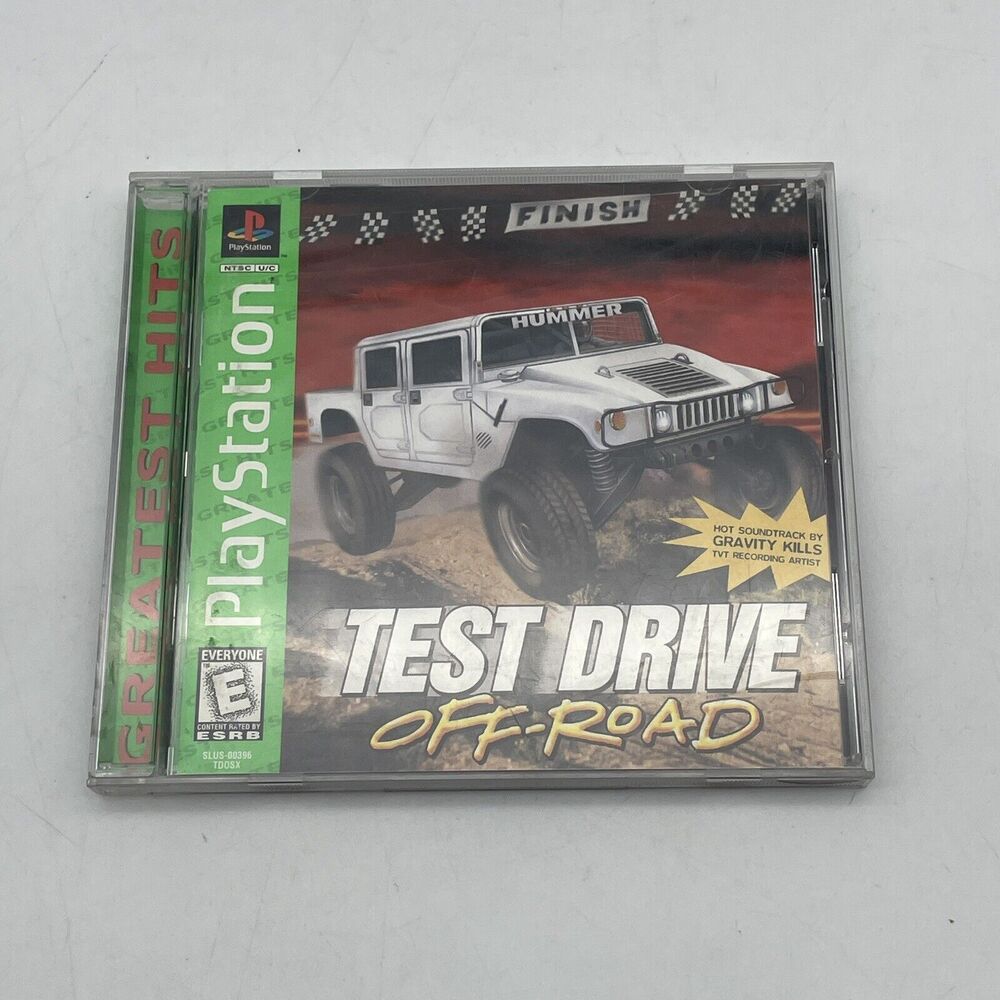 GREATEST HITS
PlayStation
NTSC U/C
PlayStation
EVERYONE
E
CONTENT RATED BY
ESRB
SLUS-00396
TDOSX
FINISH
HUMMER
HOT SOUNDTRACK BY
GRAVITY KILLS
TVT RECORDING ARTIST
TEST DRIVE
OFF-ROAD